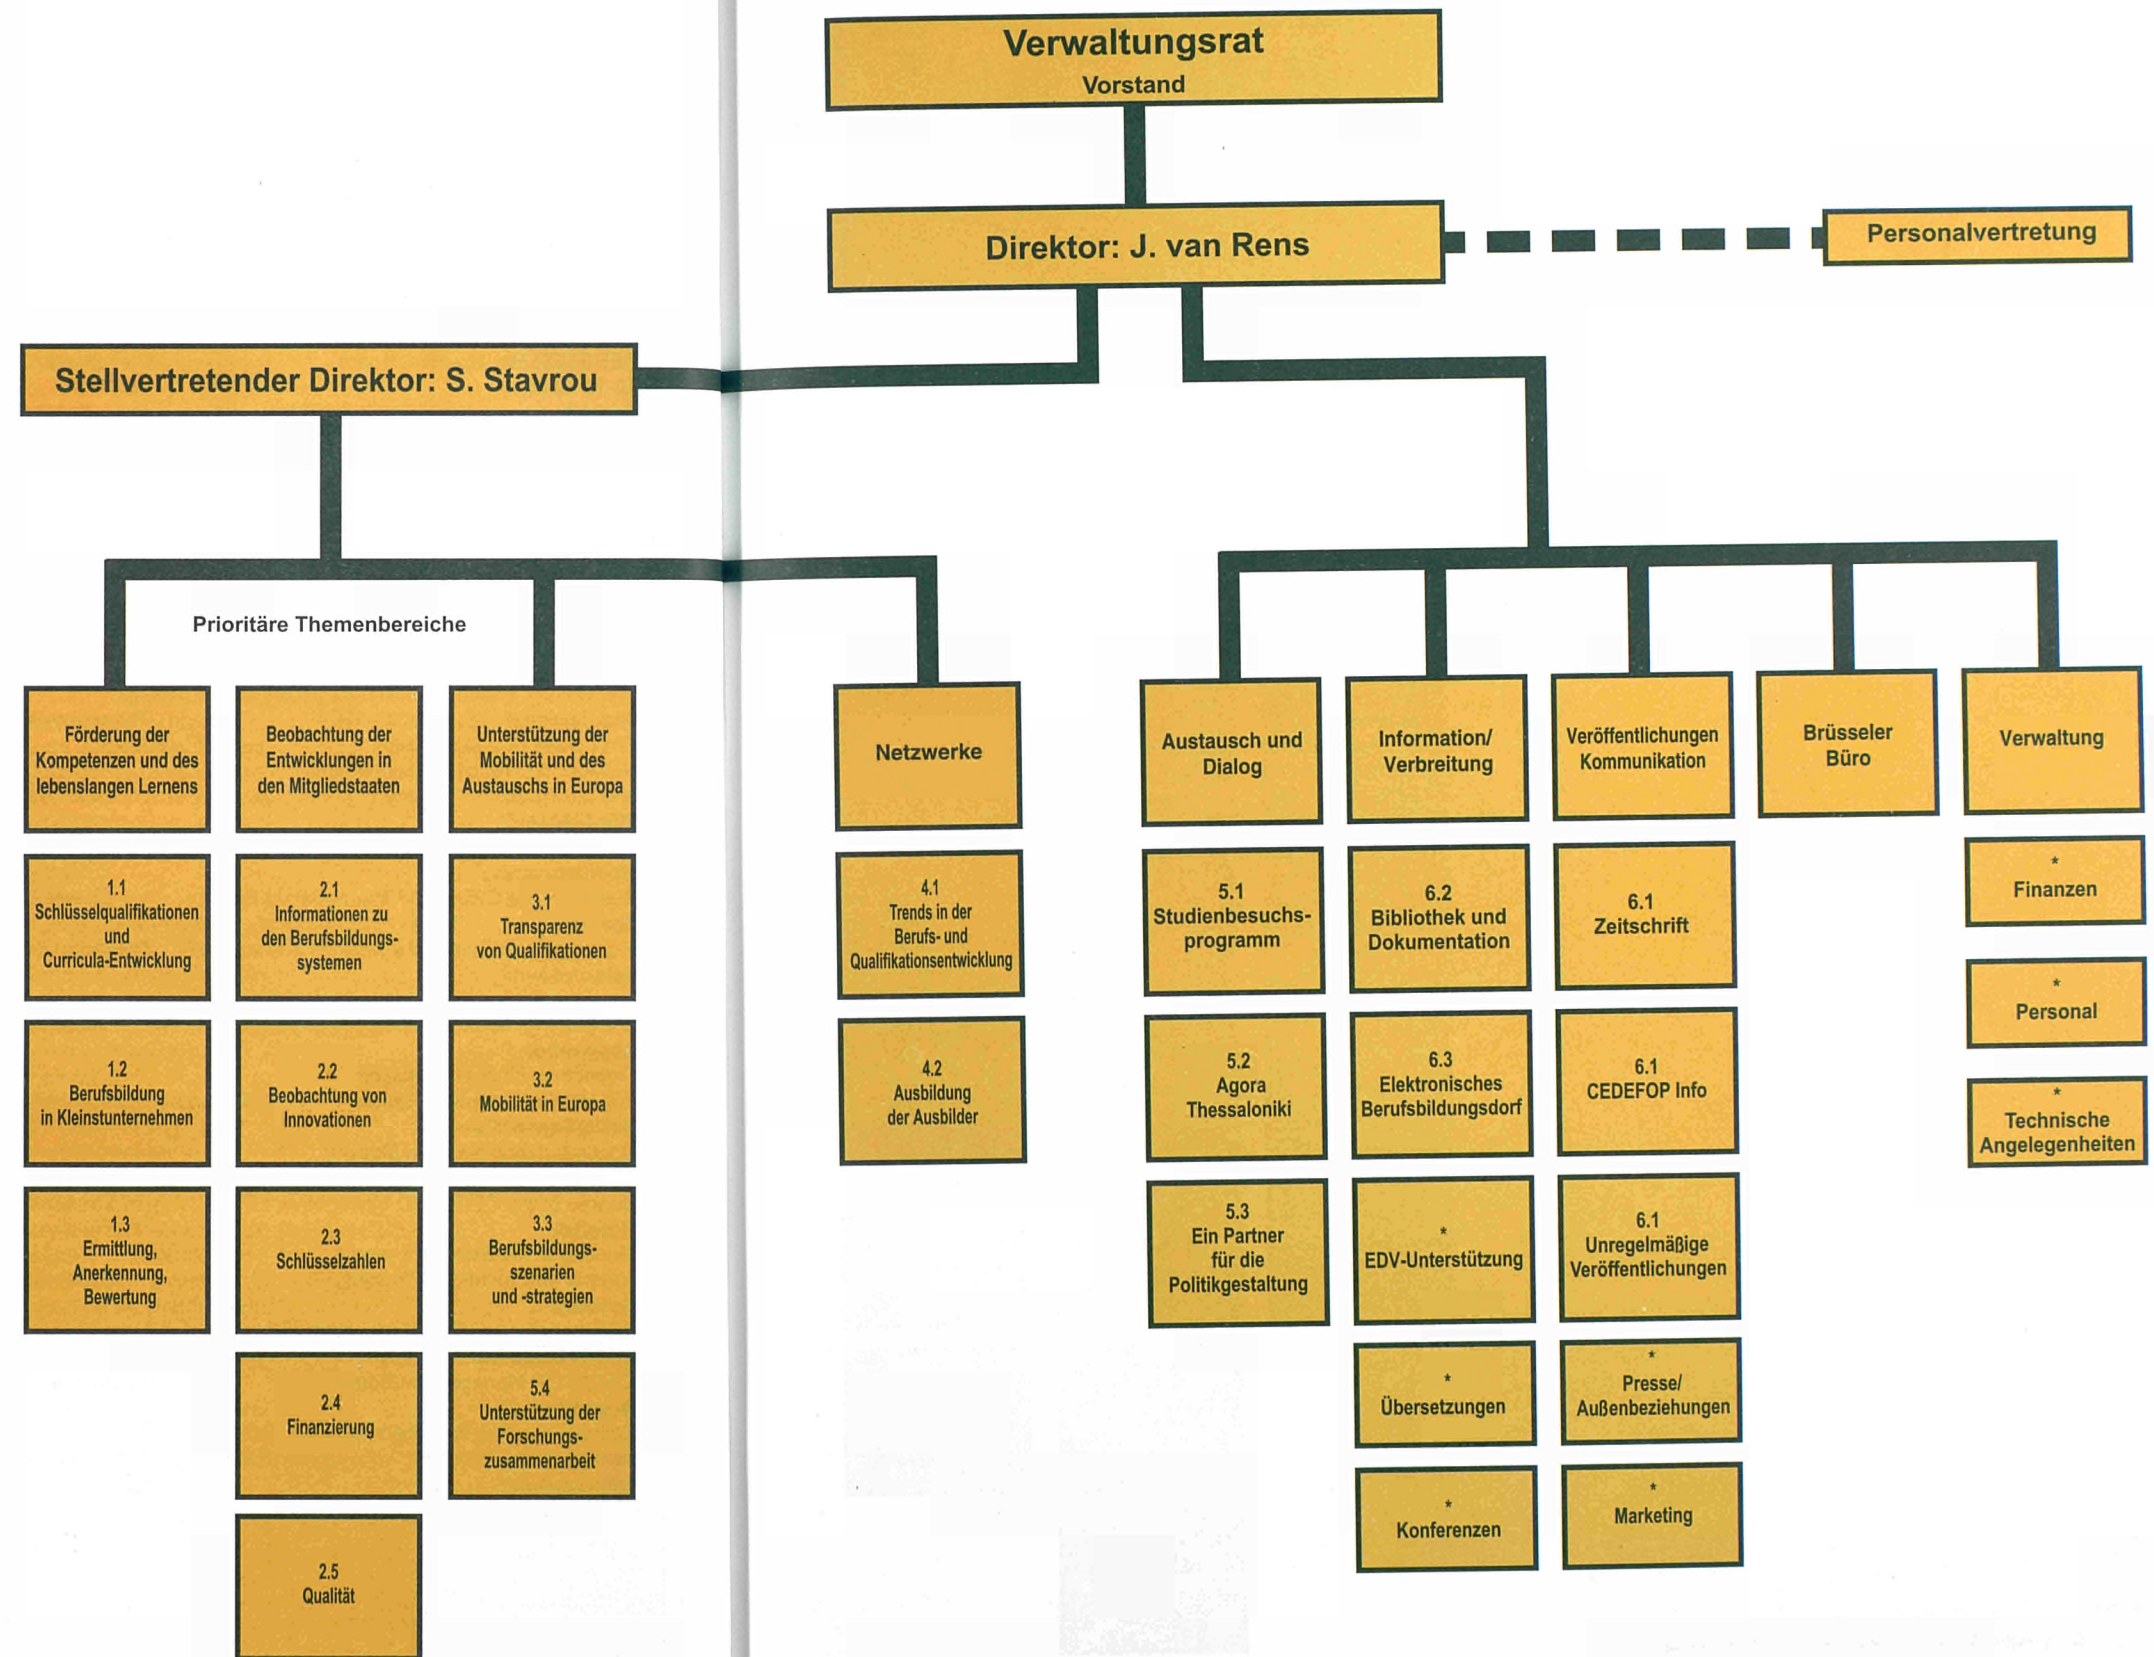 Verwaltungsrat
Vorstand
Direktor: J. van Rens
Personalvertretung
Stellvertretender Direktor: S. Stavrou
Prioritäre Themenbereiche
Förderung der
Kompetenzen und des
lebenslangen Lernens
1.1
Schlüsselqualifikationen
und
Curricula-Entwicklung
1.2
Berufsbildung
in Kleinstunternehmen
1.3
Ermittlung,
Anerkennung,
Bewertung
Beobachtung der
Entwicklungen in
den Mitgliedstaaten
2.1
Informationen zu
den Berufsbildungs-
systemen
2.2
Beobachtung von
Innovationen
2.3
Schlüsselzahlen
2.4
Finanzierung
2.5
Qualität
Unterstützung der
Mobilität und des
Austauschs in Europa
3.1
Transparenz
von Qualifikationen
3.2
Mobilität in Europa
3.3
Berufsbildungs-
szenarien
und -strategien
5.4
Unterstützung der
Forschungs-
zusammenarbeit
Netzwerke
4.1
Trends in der
Berufs- und
Qualifikationsentwicklung
4.2
Ausbildung
der Ausbilder
Austausch und
Dialog
5.1
Studienbesuchs-
programm
5.2
Agora
Thessaloniki
5.3
Ein Partner
für die
Politikgestaltung
Information/
Verbreitung
6.2
Bibliothek und
Dokumentation
6.3
Elektronisches
Berufsbildungsdorf
*
EDV-Unterstützung
*
Übersetzungen
*
Konferenzen
Veröffentlichungen
Kommunikation
6.1
Zeitschrift
6.1
CEDEFOP Info
6.1
Unregelmäßige
Veröffentlichungen
*
Presse/
Außenbeziehungen
*
Marketing
Brüsseler
Büro
Verwaltung
*
Finanzen
*
Personal
*
Technische
Angelegenheiten